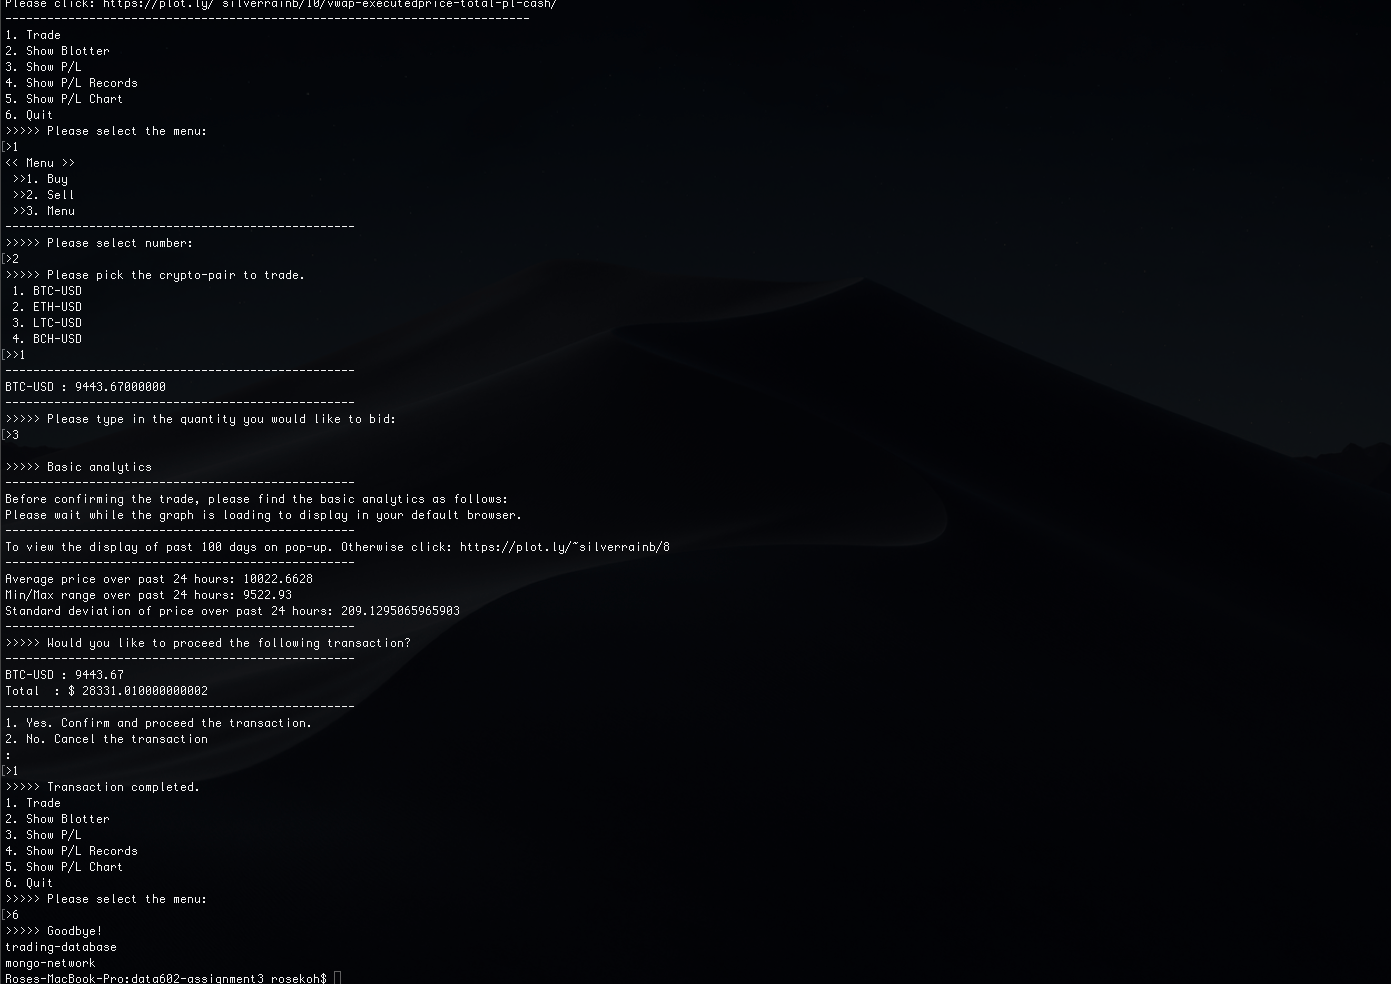 Please click: https://plot.ly/~silverrainb/10/vwap-executedprice-total-pl-cash/
---------------------------------------------------------------------------
1. Trade
2. Show Blotter
3. Show P/L
4. Show P/L Records
5. Show P/L Chart
6. Quit
>>>>> Please select the menu:
[>1
<< Menu >>
 >>1. Buy
 >>2. Sell
 >>3. Menu
--------------------------------------------------
>>>>> Please select number:
[>2
>>>>> Please pick the crypto-pair to trade.
 1. BTC-USD
 2. ETH-USD
 3. LTC-USD
 4. BCH-USD
[>>1
--------------------------------------------------
BTC-USD : 9443.67000000
--------------------------------------------------
>>>>> Please type in the quantity you would like to bid:
[>3

>>>>> Basic analytics
--------------------------------------------------
Before confirming the trade, please find the basic analytics as follows:
Please wait while the graph is loading to display in your default browser.
--------------------------------------------------
To view the display of past 100 days on pop-up. Otherwise click: https://plot.ly/~silverrainb/8
--------------------------------------------------
Average price over past 24 hours: 10022.6628
Min/Max range over past 24 hours: 9522.93
Standard deviation of price over past 24 hours: 209.1295065965903
--------------------------------------------------
>>>>> Would you like to proceed the following transaction?
--------------------------------------------------
BTC-USD : 9443.67
Total  : $ 28331.010000000002
--------------------------------------------------
1. Yes. Confirm and proceed the transaction.
2. No. Cancel the transaction
:
[>1
>>>>> Transaction completed.
1. Trade
2. Show Blotter
3. Show P/L
4. Show P/L Records
5. Show P/L Chart
6. Quit
>>>>> Please select the menu:
[>6
>>>>> Goodbye!
trading-database
mongo-network
Roses-MacBook-Pro:data602-assignment3 rosekoh$